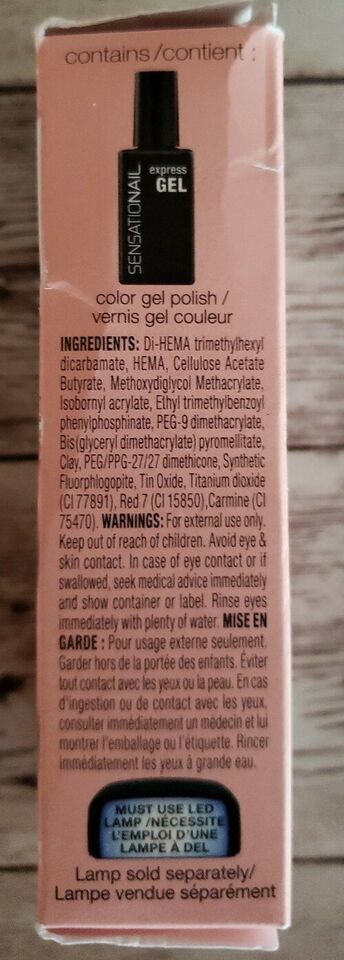 contains/contient :
SENSATIONAIL
express
GEL
color gel polish /
vernis gel couleur
INGREDIENTS: Di-HEMA trimethylhexyl
dicarbamate, HEMA, Cellulose Acetate
Butyrate, Methoxydiglycol Methacrylate,
Isobornyl acrylate, Ethyl trimethylbenzoyl
phenylphosphinate, PEG-9 dimethacrylate,
Bis(glyceryl dimethacrylate) pyromellitate,
Clay, PEG/PPG-27/27 dimethicone, Synthetic
Fluorphlogopite, Tin Oxide, Titanium dioxide
(CI 77891), Red 7 (CI 15850),Carmine (CI
75470). WARNINGS: For external use only.
Keep out of reach of children. Avoid eye &
skin contact. In case of eye contact or if
swallowed, seek medical advice immediately
and show container or label. Rinse eyes
immediately with plenty of water. MISE EN
GARDE : Pour usage externe seulement.
Garder hors de la portée des enfants. Éviter
tout contact avec les yeux ou la peau. En cas
d'ingestion ou de contact avec les yeux,
consulter immédiatement un médecin et lui
montrer l'emballage ou l'étiquette. Rincer
immédiatement les yeux à grande eau.
MUST USE LED
LAMP /NÉCESSITE
L'EMPLOI D'UNE
LAMPE À DEL
Lamp sold separately/
Lampe vendue séparément